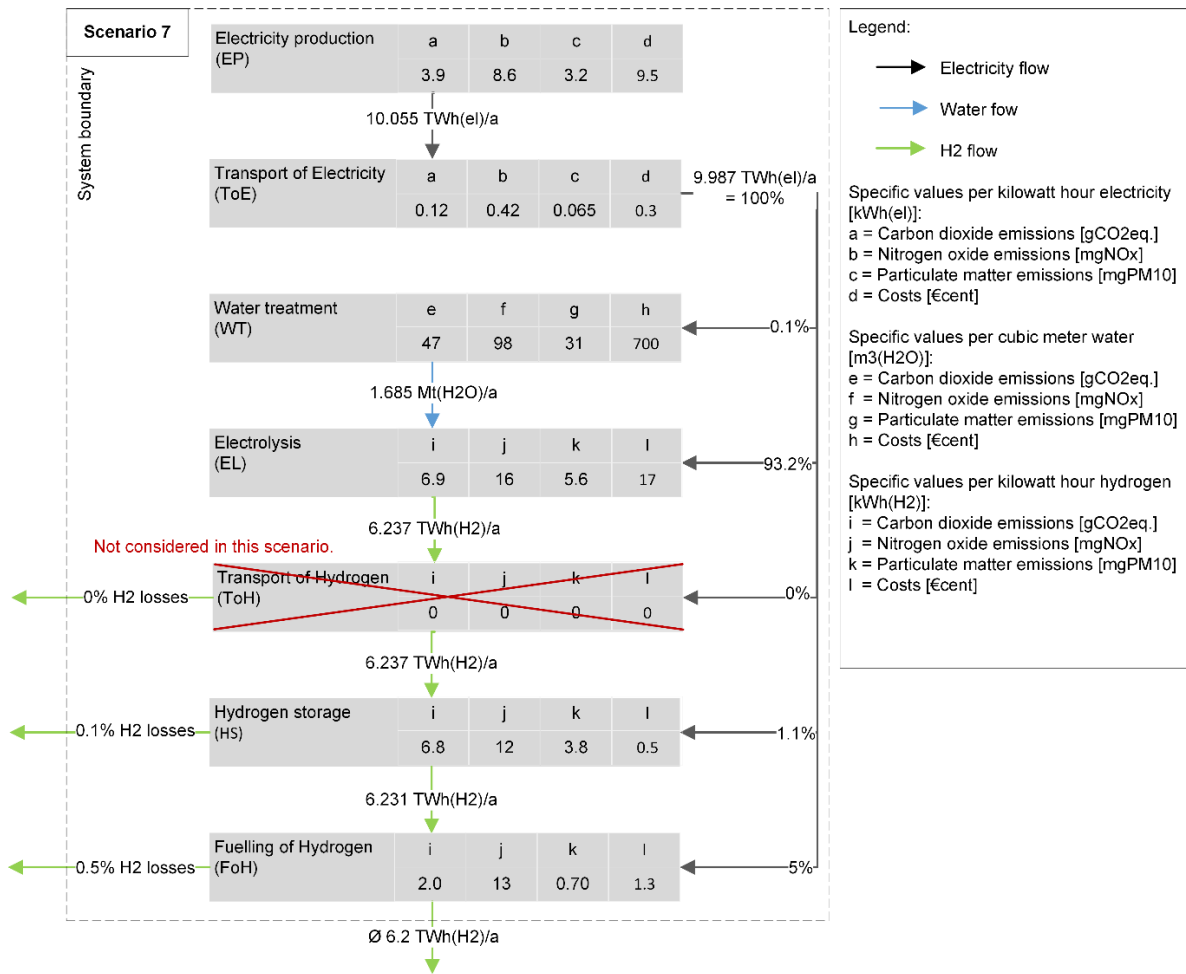 Scenario 7
System boundary
Electricity production
(EP)
a b c d
3.9 8.6 3.2 9.5
10.055 TWh(el)/a
Transport of Electricity
(ToE)
a b c d
0.12 0.42 0.065 0.3
9.987 TWh(el)/a
= 100%
Water treatment
(WT)
e f g h
47 98 31 700
0.1%
1.685 Mt(H2O)/a
Electrolysis
(EL)
i j k l
6.9 16 5.6 17
93.2%
6.237 TWh(H2)/a
Not considered in this scenario.
Transport of Hydrogen
(ToH)
i j k l
0 0 0 0
0% H2 losses
0%
6.237 TWh(H2)/a
Hydrogen storage
(HS)
i j k l
6.8 12 3.8 0.5
0.1% H2 losses
1.1%
6.231 TWh(H2)/a
Fuelling of Hydrogen
(FoH)
i j k l
2.0 13 0.70 1.3
0.5% H2 losses
5%
Ø 6.2 TWh(H2)/a
Legend:
Electricity flow
Water fow
H2 flow
Specific values per kilowatt hour electricity
[kWh(el)]:
a = Carbon dioxide emissions [gCO2eq.]
b = Nitrogen oxide emissions [mgNOx]
c = Particulate matter emissions [mgPM10]
d = Costs [€cent]
Specific values per cubic meter water
[m3(H2O)]:
e = Carbon dioxide emissions [gCO2eq.]
f = Nitrogen oxide emissions [mgNOx]
g = Particulate matter emissions [mgPM10]
h = Costs [€cent]
Specific values per kilowatt hour hydrogen
[kWh(H2)]:
i = Carbon dioxide emissions [gCO2eq.]
j = Nitrogen oxide emissions [mgNOx]
k = Particulate matter emissions [mgPM10]
l = Costs [€cent]